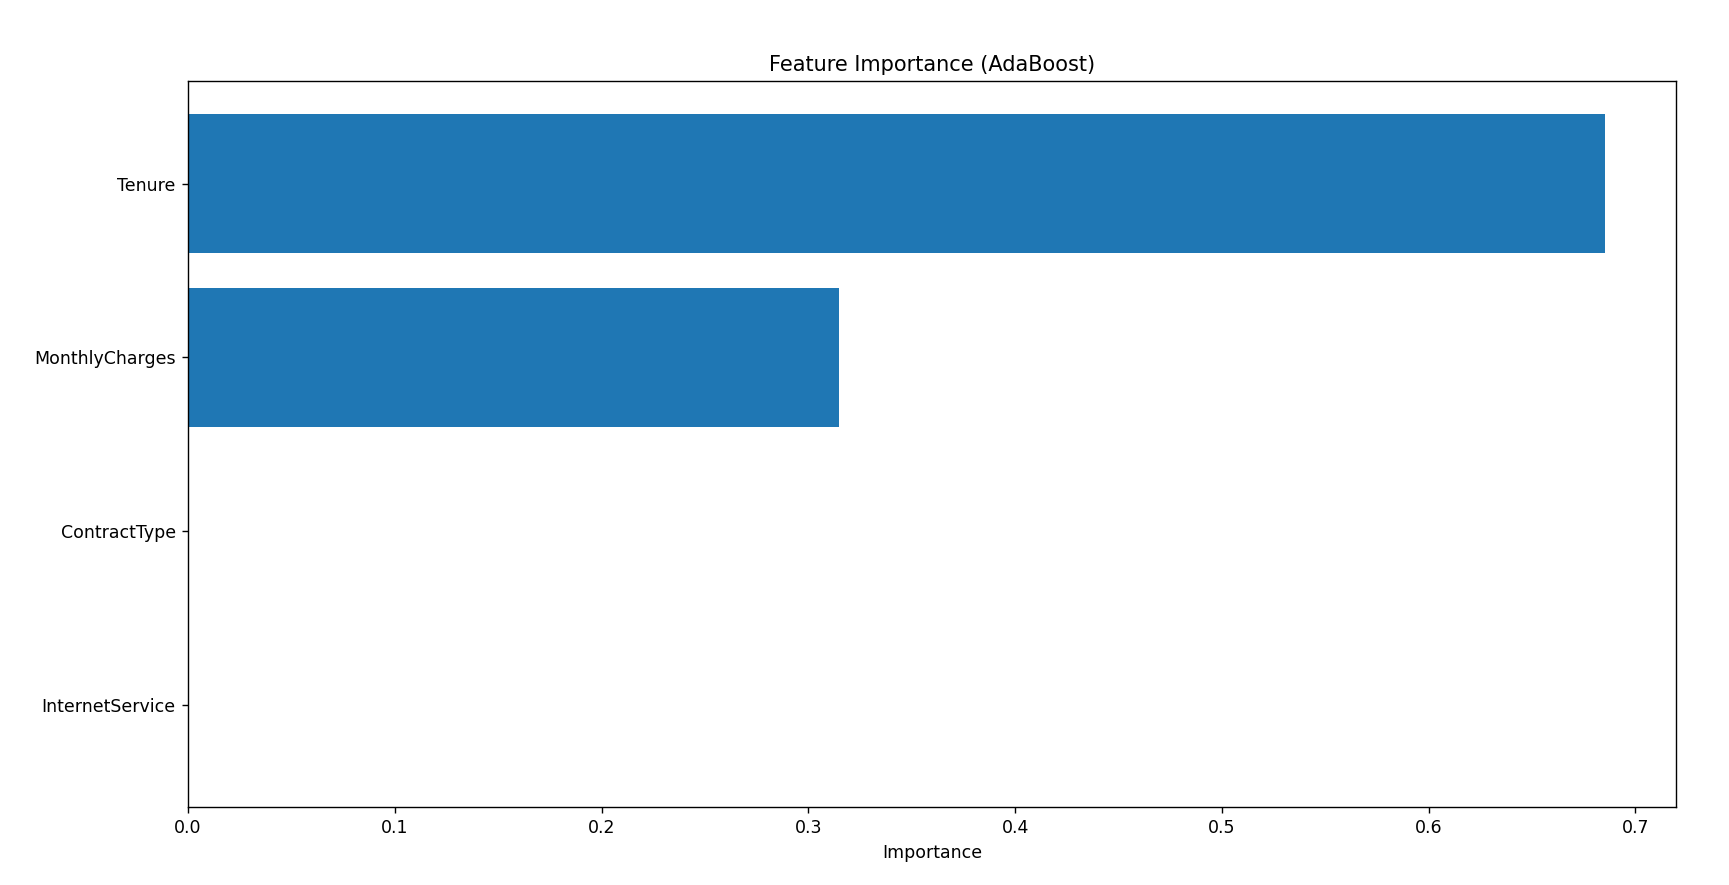 Feature Importance (AdaBoost)
Tenure
MonthlyCharges
ContractType
InternetService
0.0 0.1 0.2 0.3 0.4 0.5 0.6 0.7
Importance